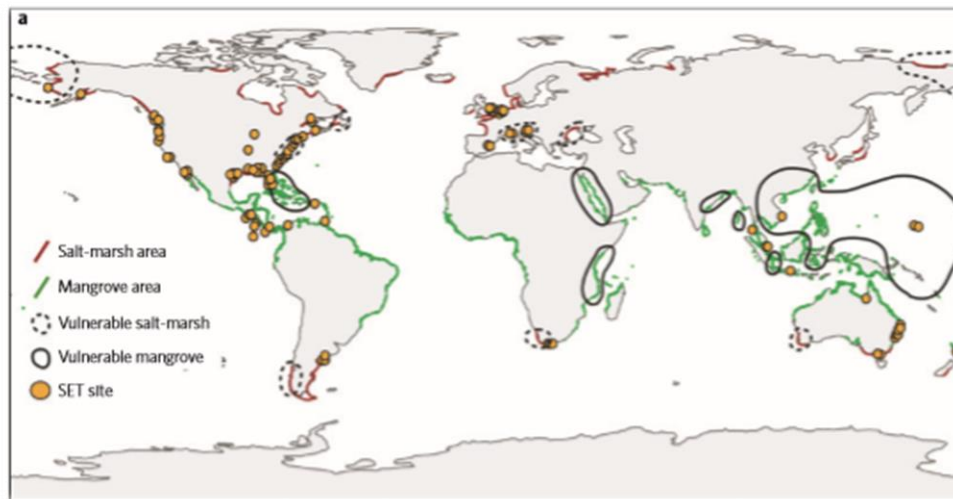 a
Salt-marsh area
Mangrove area
Vulnerable salt-marsh
Vulnerable mangrove
SET site